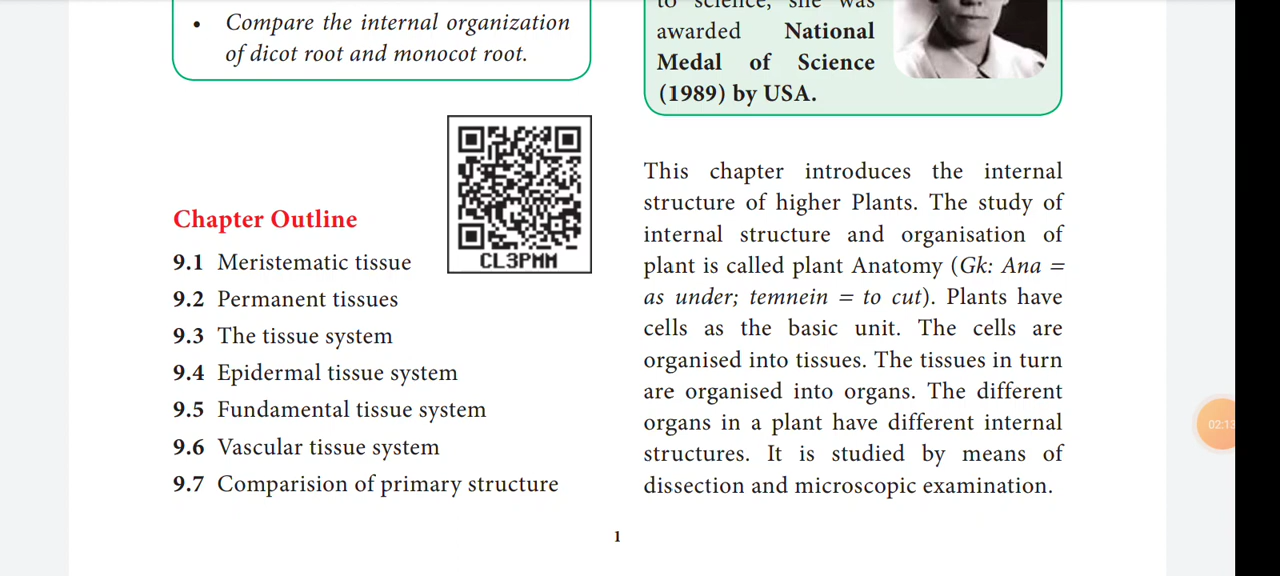 • Compare the internal organization
of dicot root and monocot root.
CL3PMM
Chapter Outline
9.1 Meristematic tissue
9.2 Permanent tissues
9.3 The tissue system
9.4 Epidermal tissue system
9.5 Fundamental tissue system
9.6 Vascular tissue system
9.7 Comparision of primary structure
to science, she was
awarded National
Medal of Science
(1989) by USA.
This chapter introduces the internal
structure of higher Plants. The study of
internal structure and organisation of
plant is called plant Anatomy (Gk: Ana =
as under; temnein = to cut). Plants have
cells as the basic unit. The cells are
organised into tissues. The tissues in turn
are organised into organs. The different
organs in a plant have different internal
structures. It is studied by means of
dissection and microscopic examination.
1
02:13